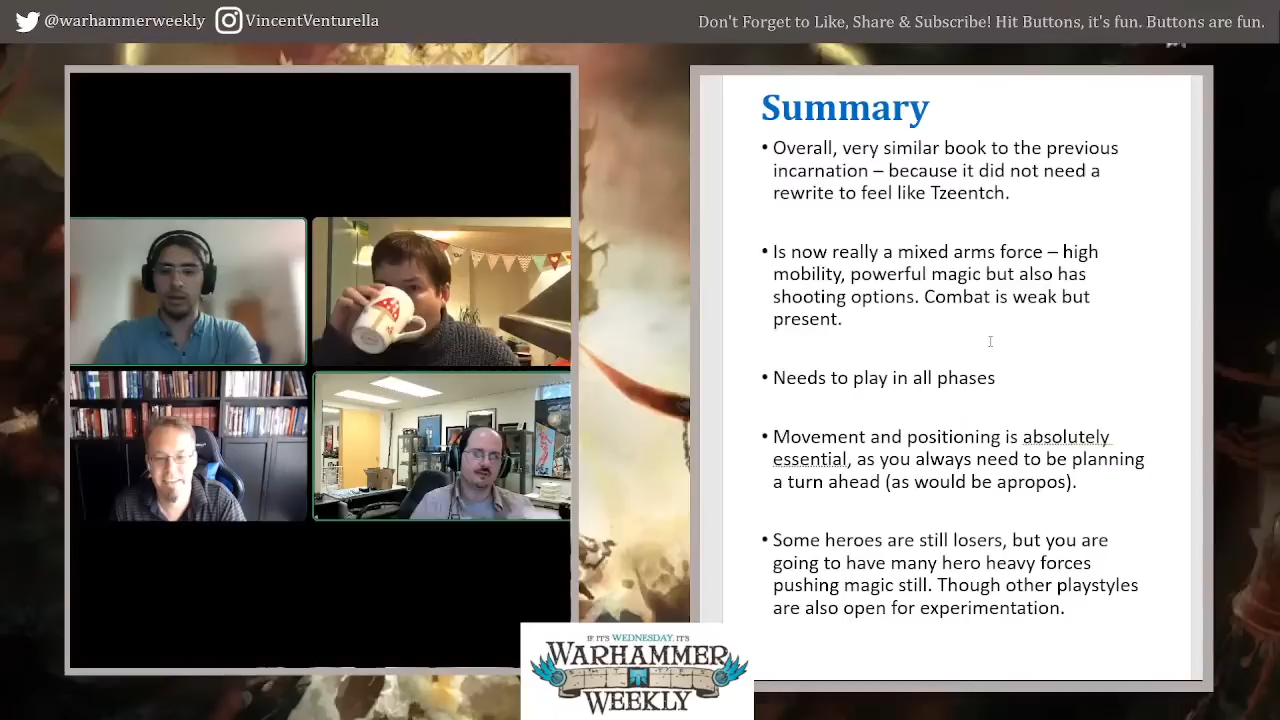 @warhammerweekly VincentVenturella
Don't Forget to Like, Share & Subscribe! Hit Buttons, it's fun. Buttons are fun.
Summary
• Overall, very similar book to the previous
incarnation – because it did not need a
rewrite to feel like Tzeentch.
• Is now really a mixed arms force – high
mobility, powerful magic but also has
shooting options. Combat is weak but
present.
• Needs to play in all phases
• Movement and positioning is absolutely
essential, as you always need to be planning
a turn ahead (as would be apropos).
• Some heroes are still losers, but you are
going to have many hero heavy forces
pushing magic still. Though other playstyles
are also open for experimentation.
IF IT'S WEDNESDAY, IT'S
WARHAMMER
WEEKLY